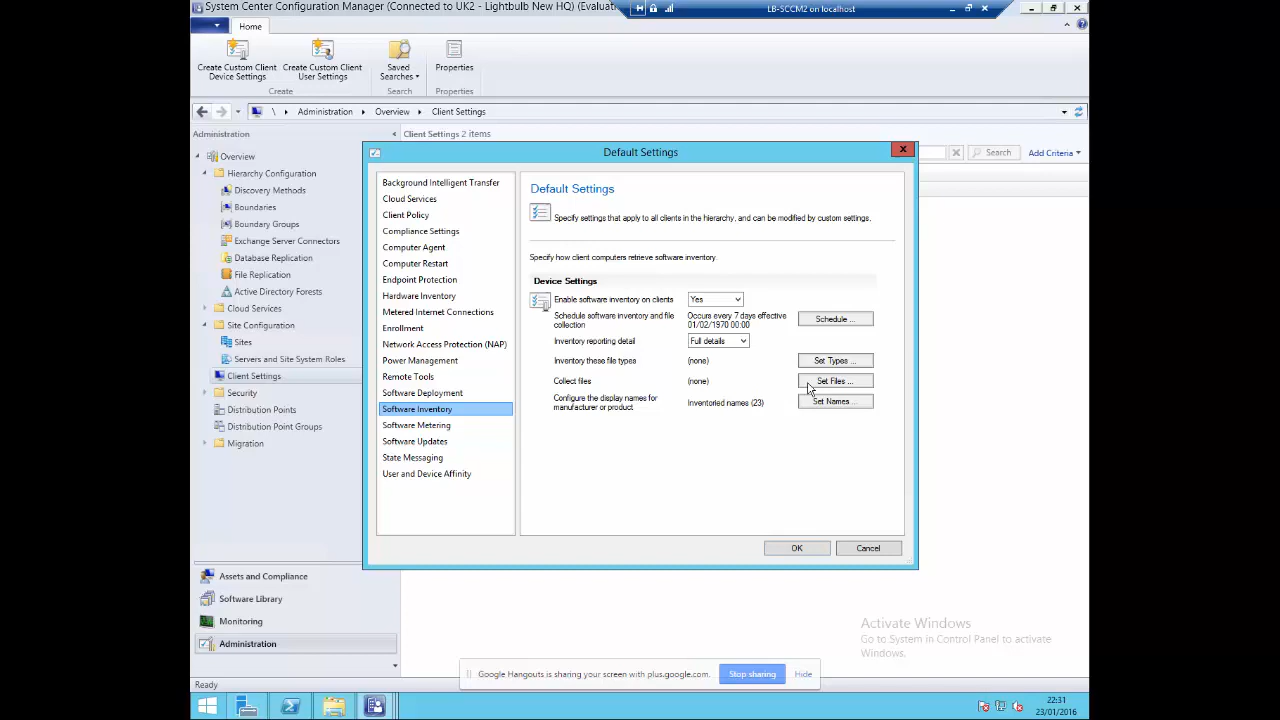 System Center Configuration Manager (Connected to UK2 - Lightbulb New HQ) (Evaluat
LB-SCCM2 on localhost
Home
Create Custom Client
Device Settings
Create Custom Client
User Settings
Saved
Searches
Properties
Create
Search
Properties
\ Administration Overview Client Settings
Administration
Client Settings 2 items
Search
Add Criteria
Overview
Hierarchy Configuration
Discovery Methods
Boundaries
Boundary Groups
Exchange Server Connectors
Database Replication
File Replication
Active Directory Forests
Cloud Services
Site Configuration
Sites
Servers and Site System Roles
Client Settings
Security
Distribution Points
Distribution Point Groups
Migration
Assets and Compliance
Software Library
Monitoring
Administration
Ready
Default Settings
Background Intelligent Transfer
Cloud Services
Client Policy
Compliance Settings
Computer Agent
Computer Restart
Endpoint Protection
Hardware Inventory
Metered Internet Connections
Enrollment
Network Access Protection (NAP)
Power Management
Remote Tools
Software Deployment
Software Inventory
Software Metering
Software Updates
State Messaging
User and Device Affinity
Default Settings
Specify settings that apply to all clients in the hierarchy, and can be modified by custom settings.
Specify how client computers retrieve software inventory.
Device Settings
Enable software inventory on clients Yes
Schedule software inventory and file
collection
Occurs every 7 days effective
01/02/1970 00:00
Schedule ...
Inventory reporting detail Full details
Inventory these file types (none) Set Types ...
Collect files (none) Set Files ...
Configure the display names for
manufacturer or product
Inventoried names (23)
Set Names ...
OK Cancel
Activate Windows
Go to System in Control Panel to activate
Windows.
Google Hangouts is sharing your screen with plus.google.com.
Stop sharing
Hide
22:31
23/01/2016